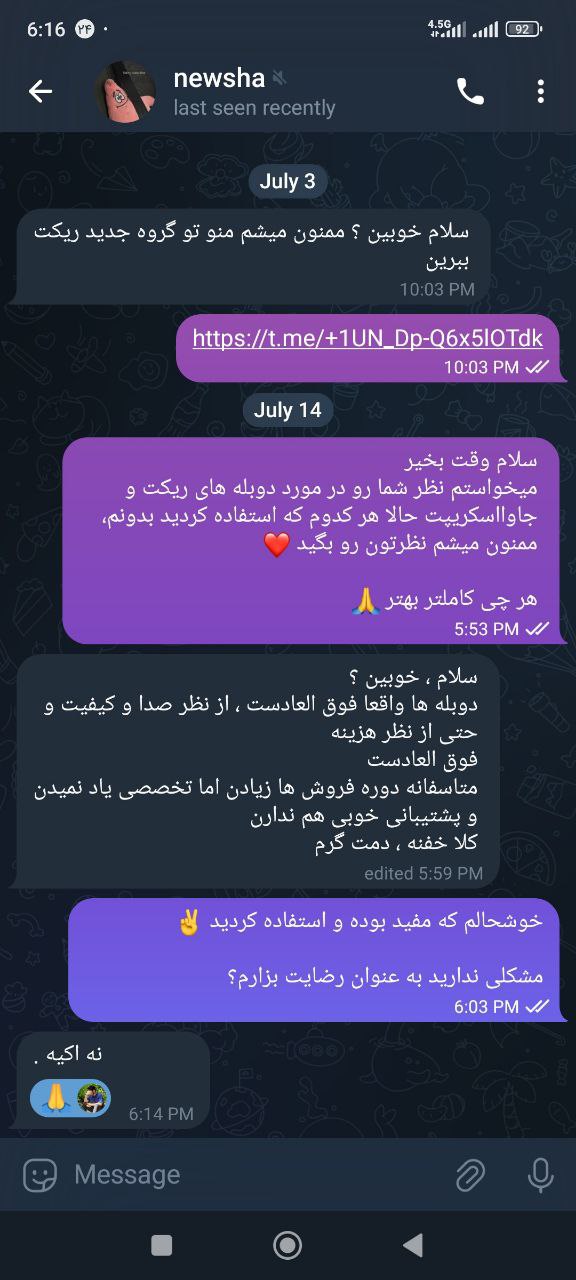 6:16 ۲۴ ·
4.5G 92
newsha
last seen recently
July 3
سلام خوبین ؟ ممنون میشم منو تو گروه جدید ریکت
ببرین
10:03 PM
https://t.me/+1UN_Dp-Q6x5lOTdk
10:03 PM
July 14
سلام وقت بخیر
میخواستم نظر شما رو در مورد دوبله های ریکت و
جاوااسکریپت حالا هر کدوم که استفاده کردید بدونم،
ممنون میشم نظرتون رو بگید ❤️
هر چی کاملتر بهتر 🙏
5:53 PM
سلام ، خوبین ؟
دوبله ها واقعا فوق العادست ، از نظر صدا و کیفیت و
حتی از نظر هزینه
فوق العادست
متاسفانه دوره فروش ها زیادن اما تخصصی یاد نمیدن
و پشتیبانی خوبی هم ندارن
کلا خفنه ، دمت گرم
edited 5:59 PM
خوشحالم که مفید بوده و استفاده کردید ✌️
مشکلی ندارید به عنوان رضایت بزارم؟
6:03 PM
نه اکیه .
🙏
6:14 PM
Message